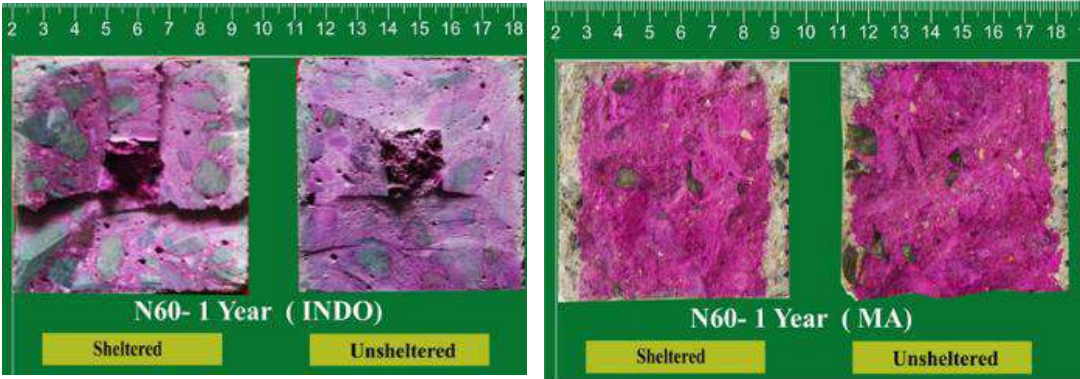 2 3 4 5 6 7 8 9 10 11 12 13 14 15 16 17 18
N60- 1 Year ( INDO)
Sheltered
Unsheltered
2 3 4 5 6 7 8 9 10 11 12 13 14 15 16 17 18
N60- 1 Year ( MA)
Sheltered
Unsheltered